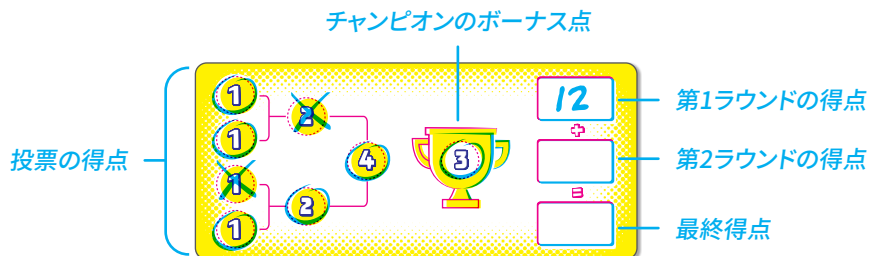 チャンピオンのボーナス点
投票の得点
1
1
1
1
2
2
4
3
12
+
=
第1ラウンドの得点
第2ラウンドの得点
最終得点